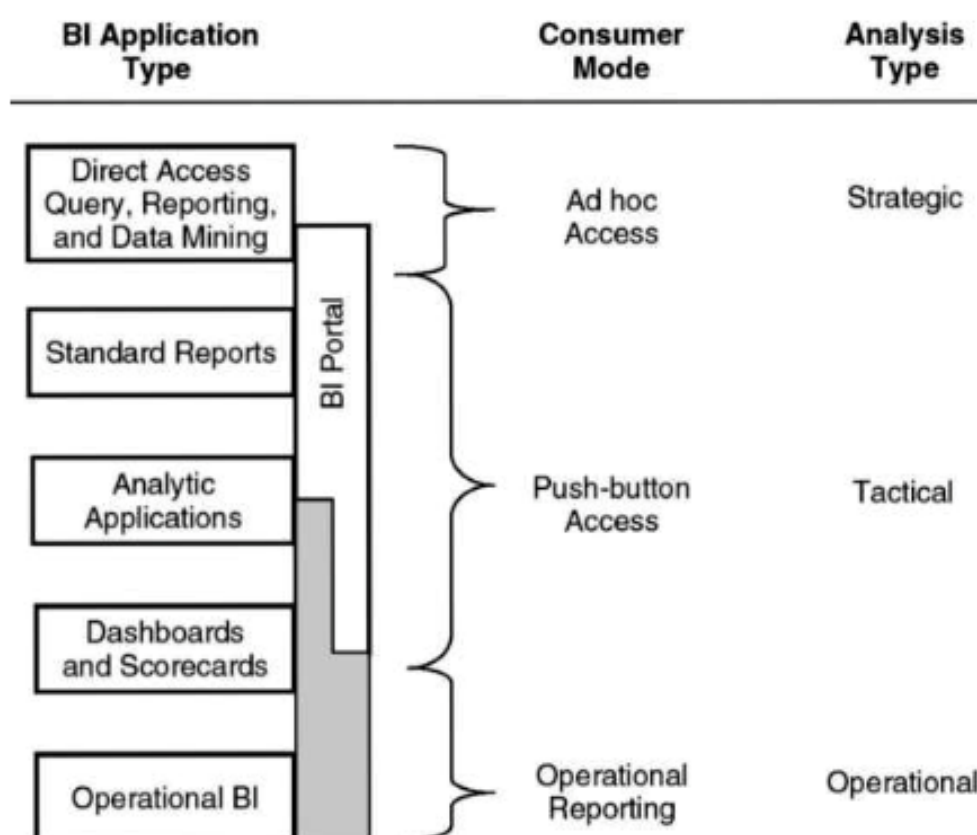 BI Application
Type
Consumer
Mode
Analysis
Type
Direct Access
Query, Reporting,
and Data Mining
Ad hoc
Access
Strategic
Standard Reports
BI Portal
Analytic
Applications
Push-button
Access
Tactical
Dashboards
and Scorecards
Operational BI
Operational
Reporting
Operational